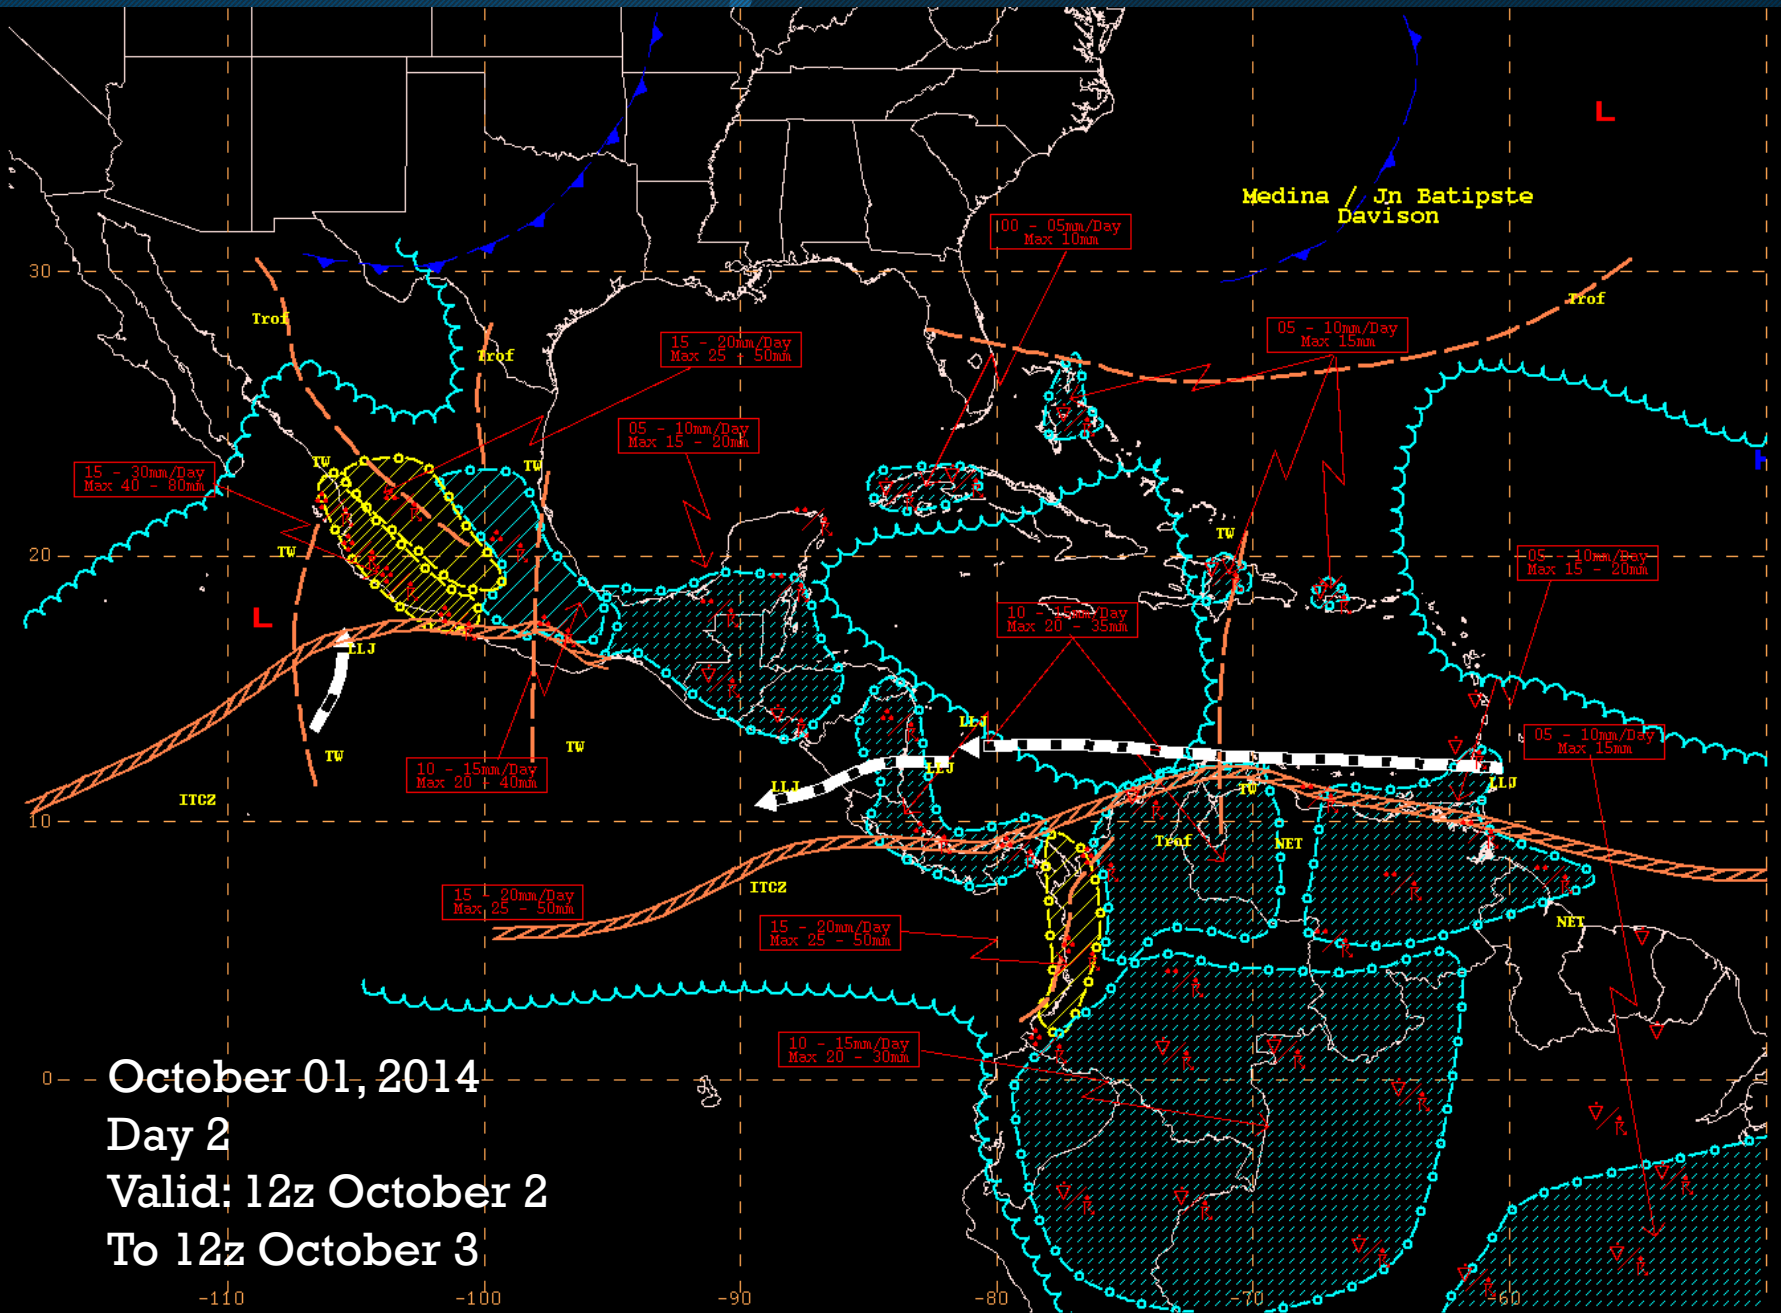 L
Medina / Jn Batipste
Davison
00 - 05mm/Day
Max 10mm
30
Trof
Trof
Trof
15 - 20mm/Day
Max 25 - 50mm
05 - 10mm/Day
Max 15mm
05 - 10mm/Day
Max 15 - 20mm
TW
TW
15 - 30mm/Day
Max 40 - 80mm
H
TW
20
TW
05 - 10mm/Day
Max 15 - 20mm
L
10 - 15mm/Day
Max 20 - 35mm
LLJ
LLJ
TW
TW
05 - 10mm/Day
Max 15mm
LLJ
10 - 15mm/Day
Max 20 - 40mm
LLJ
TW
LLJ
ITCZ
10
Trof
NET
ITCZ
15 - 20mm/Day
Max 25 - 50mm
15 - 20mm/Day
Max 25 - 50mm
NET
10 - 15mm/Day
Max 20 - 30mm
0
October 01, 2014
Day 2
Valid: 12z October 2
To 12z October 3
-110
-100
-90
-80
-70
-60